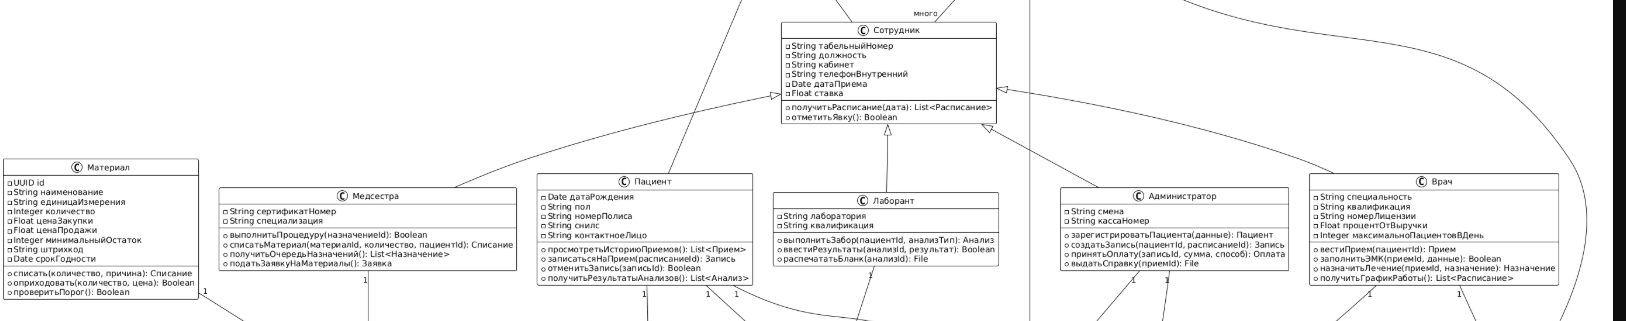 много
C Сотрудник
String табельныйНомер
String должность
String кабинет
String телефонВнутренний
Date датаПриема
Float ставка
получитьРасписание(дата): List<Расписание>
отметитьЯвку(): Boolean
C Материал
UUID id
String наименование
String единицаИзмерения
Integer количество
Float ценаЗакупки
Float ценаПродажи
Integer минимальныйОстаток
String штрихкод
Date срокГодности
списать(количество, причина): Списание
оприходовать(количество, цена): Boolean
проверитьПорог(): Boolean
1
C Медсестра
String сертификатНомер
String специализация
выполнитьПроцедуру(назначениеId): Boolean
списатьМатериал(материалId, количество, пациентId): Списание
получитьОчередьНазначений(): List<Назначение>
податьЗаявкуНаМатериалы(): Заявка
1
C Пациент
Date датаРождения
String пол
String номерПолиса
String снилс
String контактноеЛицо
просмотретьИсториюПриемов(): List<Прием>
записатьсяНаПрием(расписаниеId): Запись
отменитьЗапись(записьId): Boolean
получитьРезультатыАнализов(): List<Анализ>
1
1
1
C Лаборант
String лаборатория
String квалификация
выполнитьЗабор(пациентId, анализТип): Анализ
ввестиРезультаты(анализId, результат): Boolean
распечататьБланк(анализId): File
1
C Администратор
String смена
String кассаНомер
зарегистрироватьПациента(данные): Пациент
создатьЗапись(пациентId, расписаниеId): Запись
принятьОплату(записьId, сумма, способ): Оплата
выдатьСправку(приемId): File
1
1
C Врач
String специальность
String квалификация
String номерЛицензии
Float процентОтВыручки
Integer максимальноПациентовВДень
вестиПрием(пациентId): Прием
заполнитьЭМК(приемId, данные): Boolean
назначитьЛечение(приемId, назначение): Назначение
получитьГрафикРаботы(): List<Расписание>
1
1